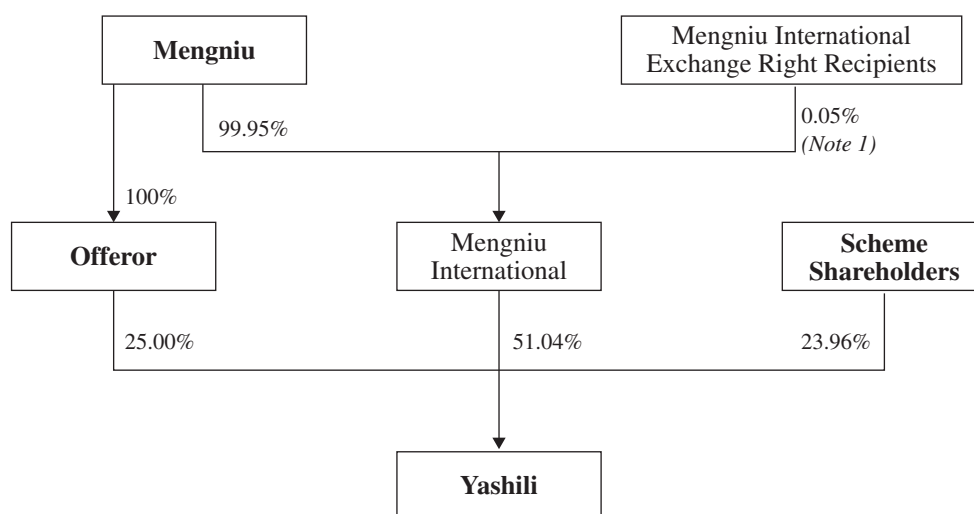 Mengniu
Mengniu International
Exchange Right Recipients
99.95%
0.05%
(Note 1)
100%
Offeror
Mengniu
International
Scheme
Shareholders
25.00%
51.04%
23.96%
Yashili